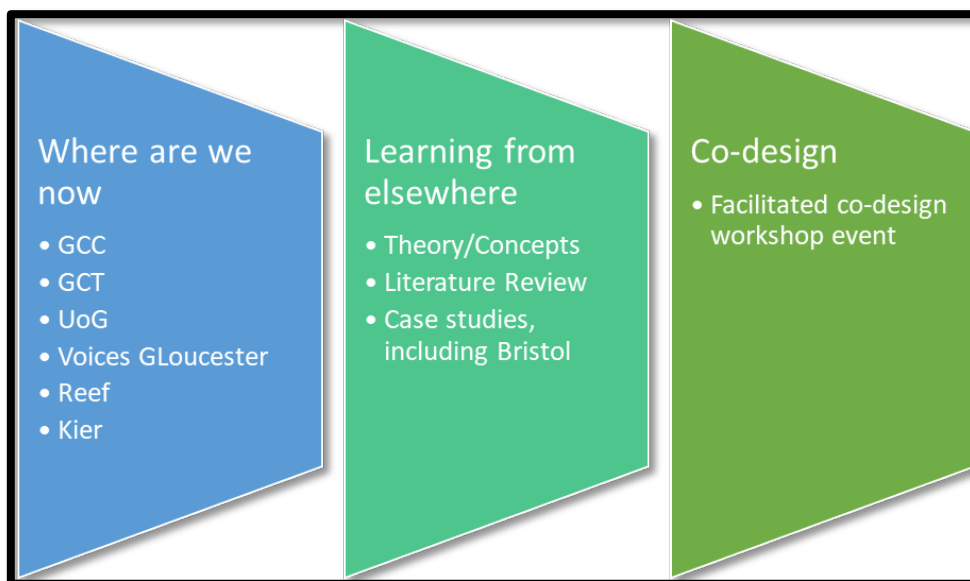 Where are we
now
• GCC
• GCT
• UoG
• Voices GLoucester
• Reef
• Kier
Learning from
elsewhere
• Theory/Concepts
• Literature Review
• Case studies,
including Bristol
Co-design
• Facilitated co-design
workshop event